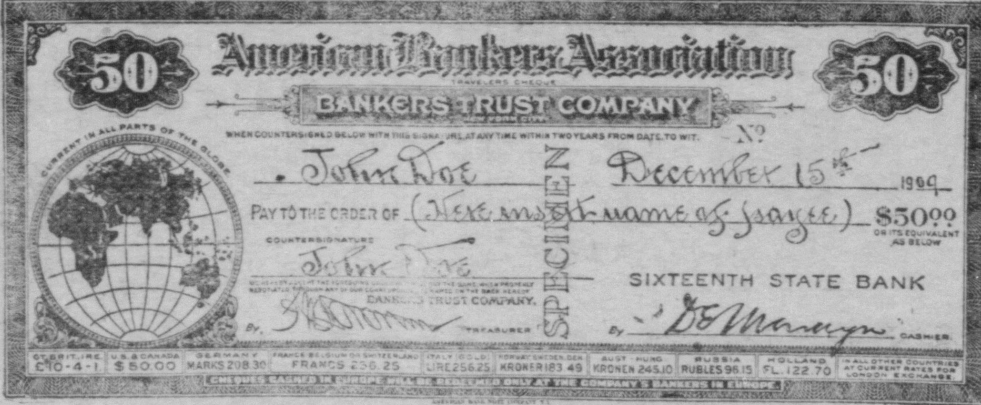 50 American Bankers Association 50
TRAVELERS CHEQUE
BANKERS TRUST COMPANY
NEW YORK CITY.
WHEN COUNTERSIGNED BELOW WITH THIS SIGNATURE, AT ANY TIME WITHIN TWO YEARS FROM DATE, TO WIT. Nº
CURRENT IN ALL PARTS OF THE GLOBE
John Doe December 15th 1909
SPECIMEN
PAY TO THE ORDER OF (Here insert name of payee) $50.00
OR ITS EQUIVALENT
AS BELOW
COUNTERSIGNATURE
John Doe
SIXTEENTH STATE BANK
BANKERS TRUST COMPANY,
By, TREASURER
By CASHIER.
GT. BRIT., IRE. £10-4-1
U.S. & CANADA $50.00
GERMANY MARKS 208.30
FRANCE BELGIUM OR SWITZERLAND FRANCS 256.25
ITALY (GOLD) LIRE 256.25
NORWAY SWEDEN DEN KRONER 183.49
AUST-HUNG KRONEN 245.10
RUSSIA RUBLES 96.15
HOLLAND FL. 122.70
IN ALL OTHER COUNTRIES AT CURRENT RATES FOR LONDON EXCHANGE
CHEQUES CASHED IN EUROPE WILL BE REDEEMED ONLY AT THE COMPANY'S BANKERS IN EUROPE.